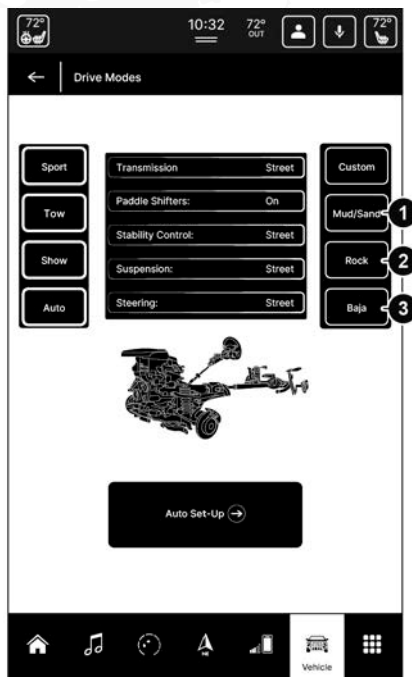 72°
10:32
72°
OUT
72°
Drive Modes
Sport
Tow
Show
Auto
Transmission Street
Paddle Shifters: On
Stability Control: Street
Suspension: Street
Steering: Street
Custom
Mud/Sand 1
Rock 2
Baja 3
Auto Set-Up
NE
Vehicle